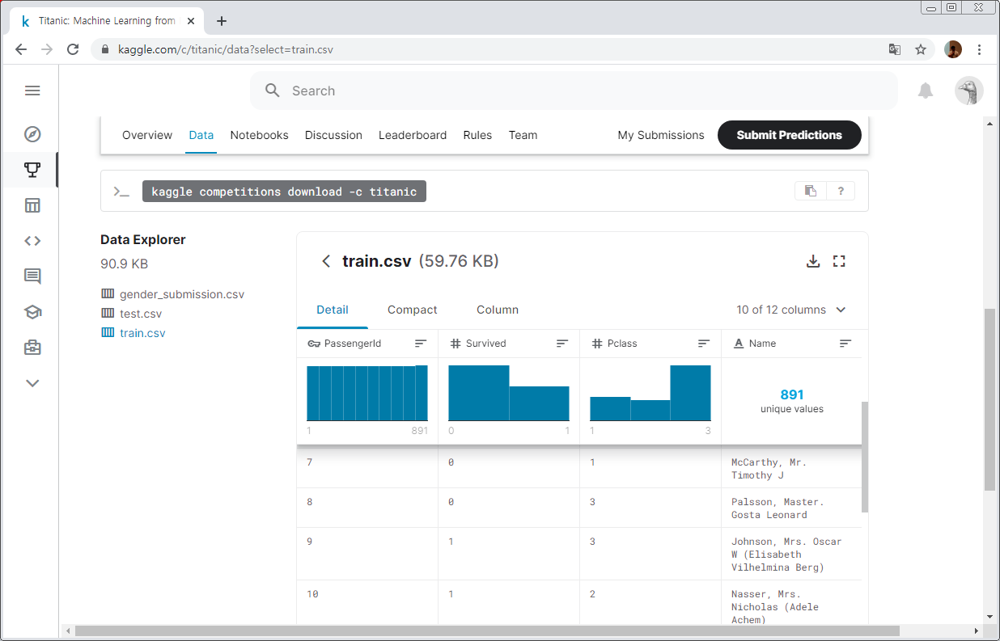 Titanic: Machine Learning from
kaggle.com/c/titanic/data?select=train.csv
Search
Overview Data Notebooks Discussion Leaderboard Rules Team My Submissions Submit Predictions
kaggle competitions download -c titanic ?
Data Explorer
90.9 KB
gender_submission.csv
test.csv
train.csv
train.csv (59.76 KB)
Detail Compact Column 10 of 12 columns
PassengerId # Survived # Pclass A Name
891
unique values
1 891 0 1 1 3
7 0 1 McCarthy, Mr.
Timothy J
8 0 3 Palsson, Master.
Gosta Leonard
9 1 3 Johnson, Mrs. Oscar
W (Elisabeth
Vilhelmina Berg)
10 1 2 Nasser, Mrs.
Nicholas (Adele
Achem)